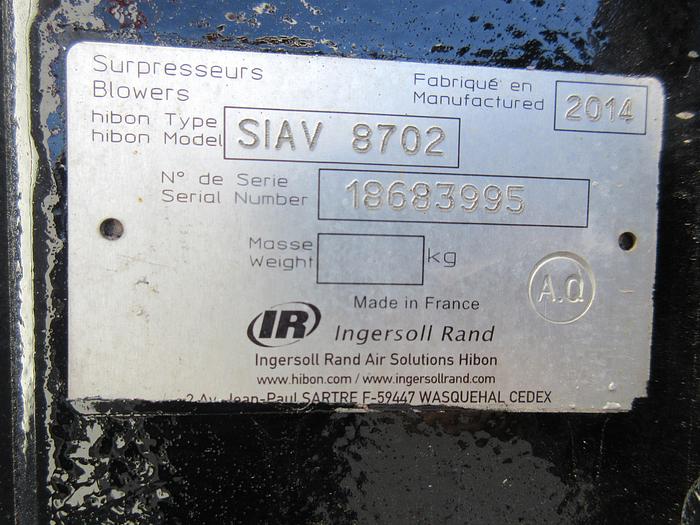 Surpresseurs
Blowers
Fabriqué en
Manufactured 2014
hibon Type
hibon Model SIAV 8702
N° de Serie
Serial Number 18683995
Masse
Weight kg
A.d
Made in France
IR Ingersoll Rand
Ingersoll Rand Air Solutions Hibon
www.hibon.com / www.ingersollrand.com
2 Av. Jean-Paul SARTRE F-59447 WASQUEHAL CEDEX